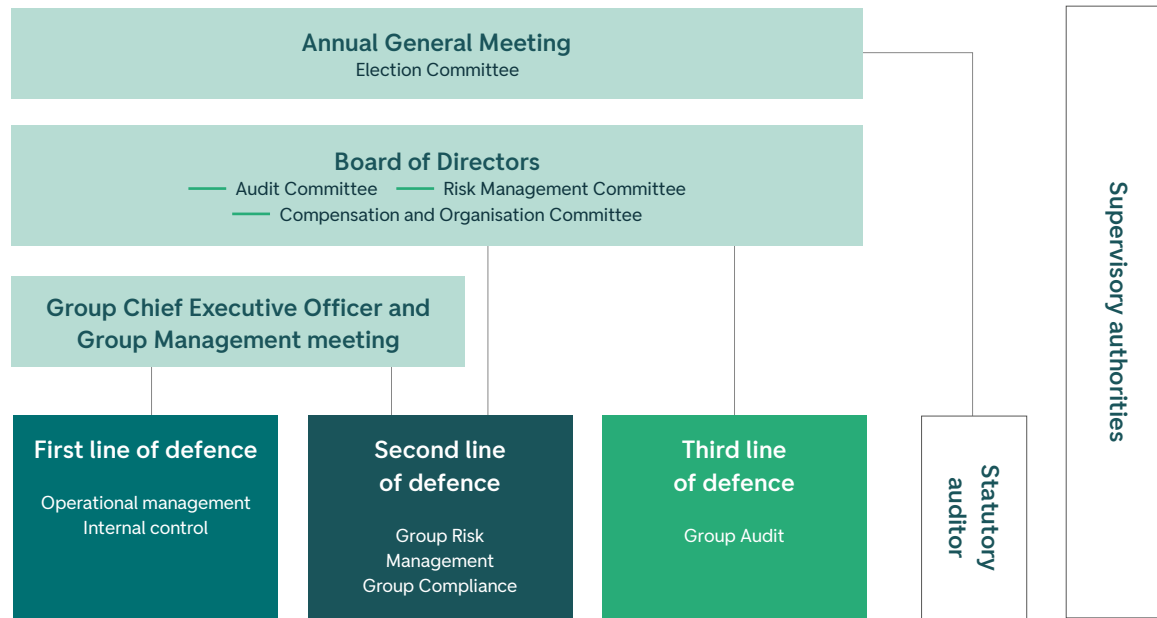 Annual General Meeting
Election Committee
Board of Directors
Audit Committee Risk Management Committee
Compensation and Organisation Committee
Group Chief Executive Officer and
Group Management meeting
First line of defence
Operational management
Internal control
Second line
of defence
Group Risk
Management
Group Compliance
Third line
of defence
Group Audit
Statutory
auditor
Supervisory authorities